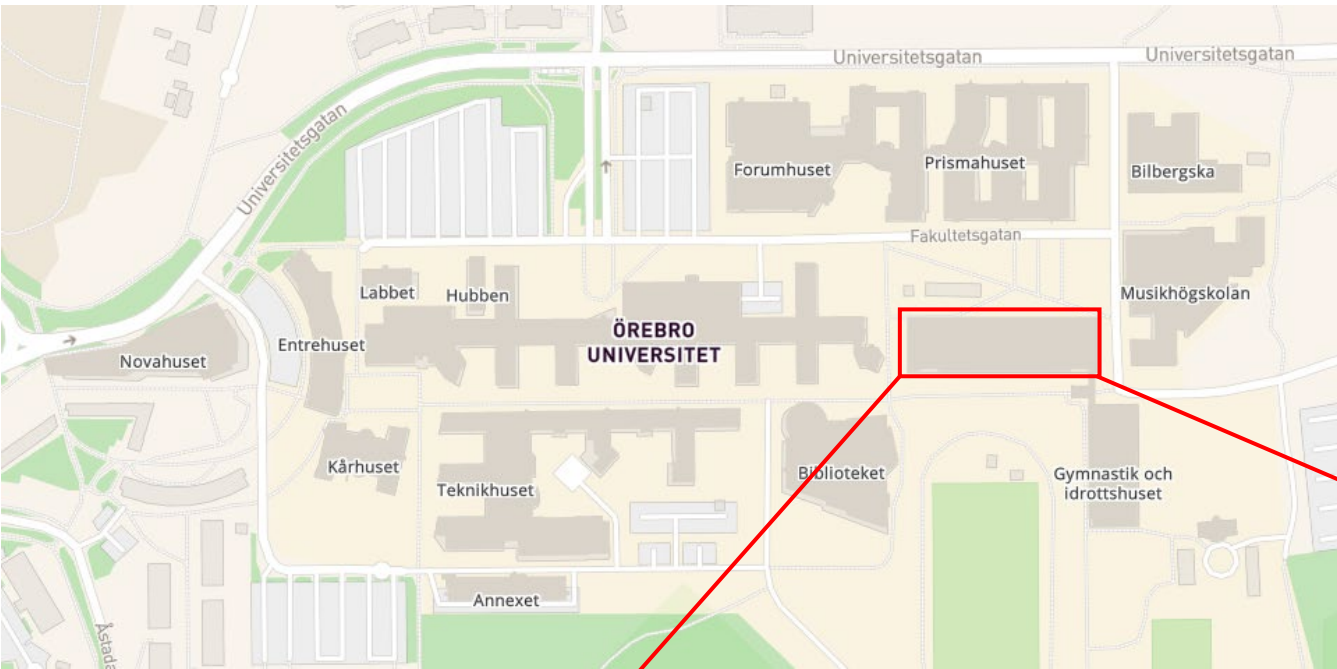 Universitetsgatan
Universitetsgatan
Universitetsgatan
Forumhuset
Prismahuset
Bilbergska
Fakultetsgatan
Labbet
Hubben
Musikhögskolan
ÖREBRO
UNIVERSITET
Entrehuset
Novahuset
Kårhuset
Teknikhuset
Biblioteket
Gymnastik och
idrottshuset
Annexet
Åstada